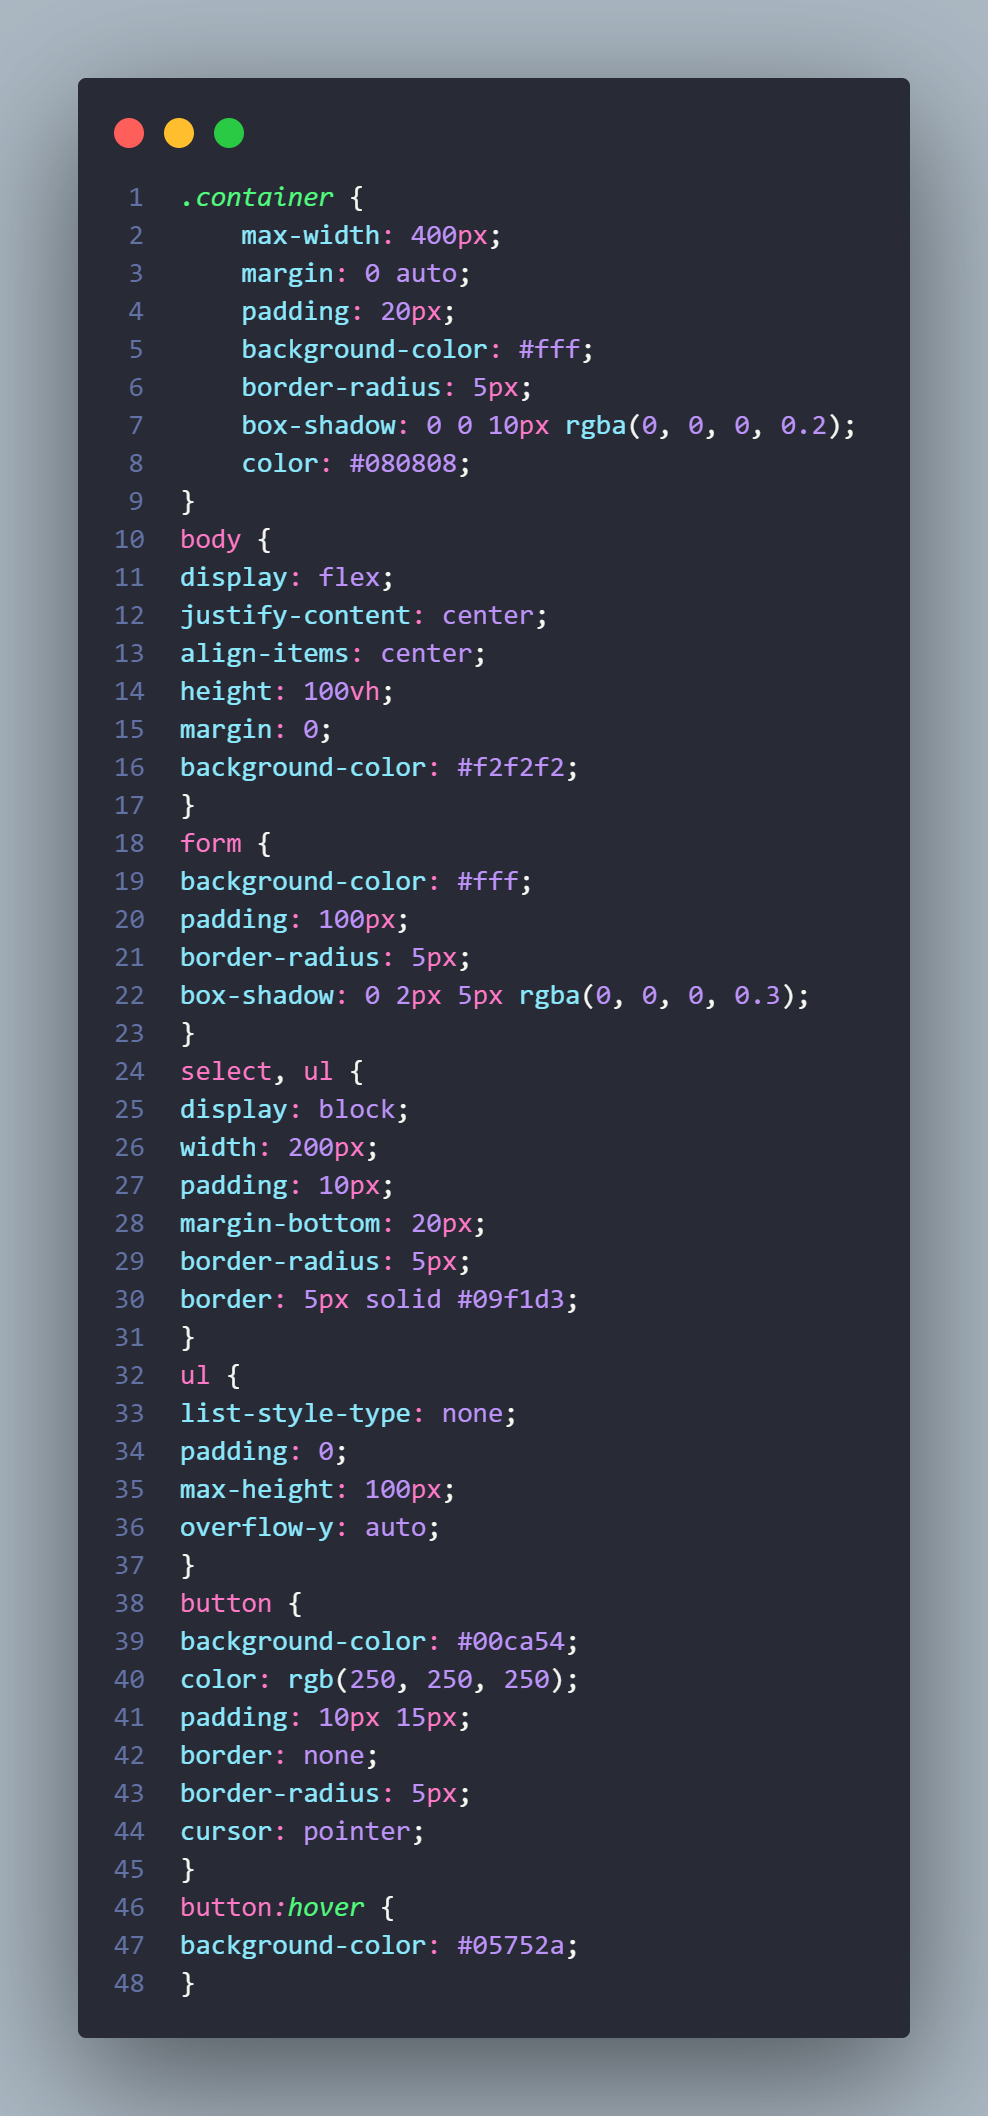 1 .container {
2     max-width: 400px;
3     margin: 0 auto;
4     padding: 20px;
5     background-color: #fff;
6     border-radius: 5px;
7     box-shadow: 0 0 10px rgba(0, 0, 0, 0.2);
8     color: #080808;
9 }
10 body {
11 display: flex;
12 justify-content: center;
13 align-items: center;
14 height: 100vh;
15 margin: 0;
16 background-color: #f2f2f2;
17 }
18 form {
19 background-color: #fff;
20 padding: 100px;
21 border-radius: 5px;
22 box-shadow: 0 2px 5px rgba(0, 0, 0, 0.3);
23 }
24 select, ul {
25 display: block;
26 width: 200px;
27 padding: 10px;
28 margin-bottom: 20px;
29 border-radius: 5px;
30 border: 5px solid #09f1d3;
31 }
32 ul {
33 list-style-type: none;
34 padding: 0;
35 max-height: 100px;
36 overflow-y: auto;
37 }
38 button {
39 background-color: #00ca54;
40 color: rgb(250, 250, 250);
41 padding: 10px 15px;
42 border: none;
43 border-radius: 5px;
44 cursor: pointer;
45 }
46 button:hover {
47 background-color: #05752a;
48 }